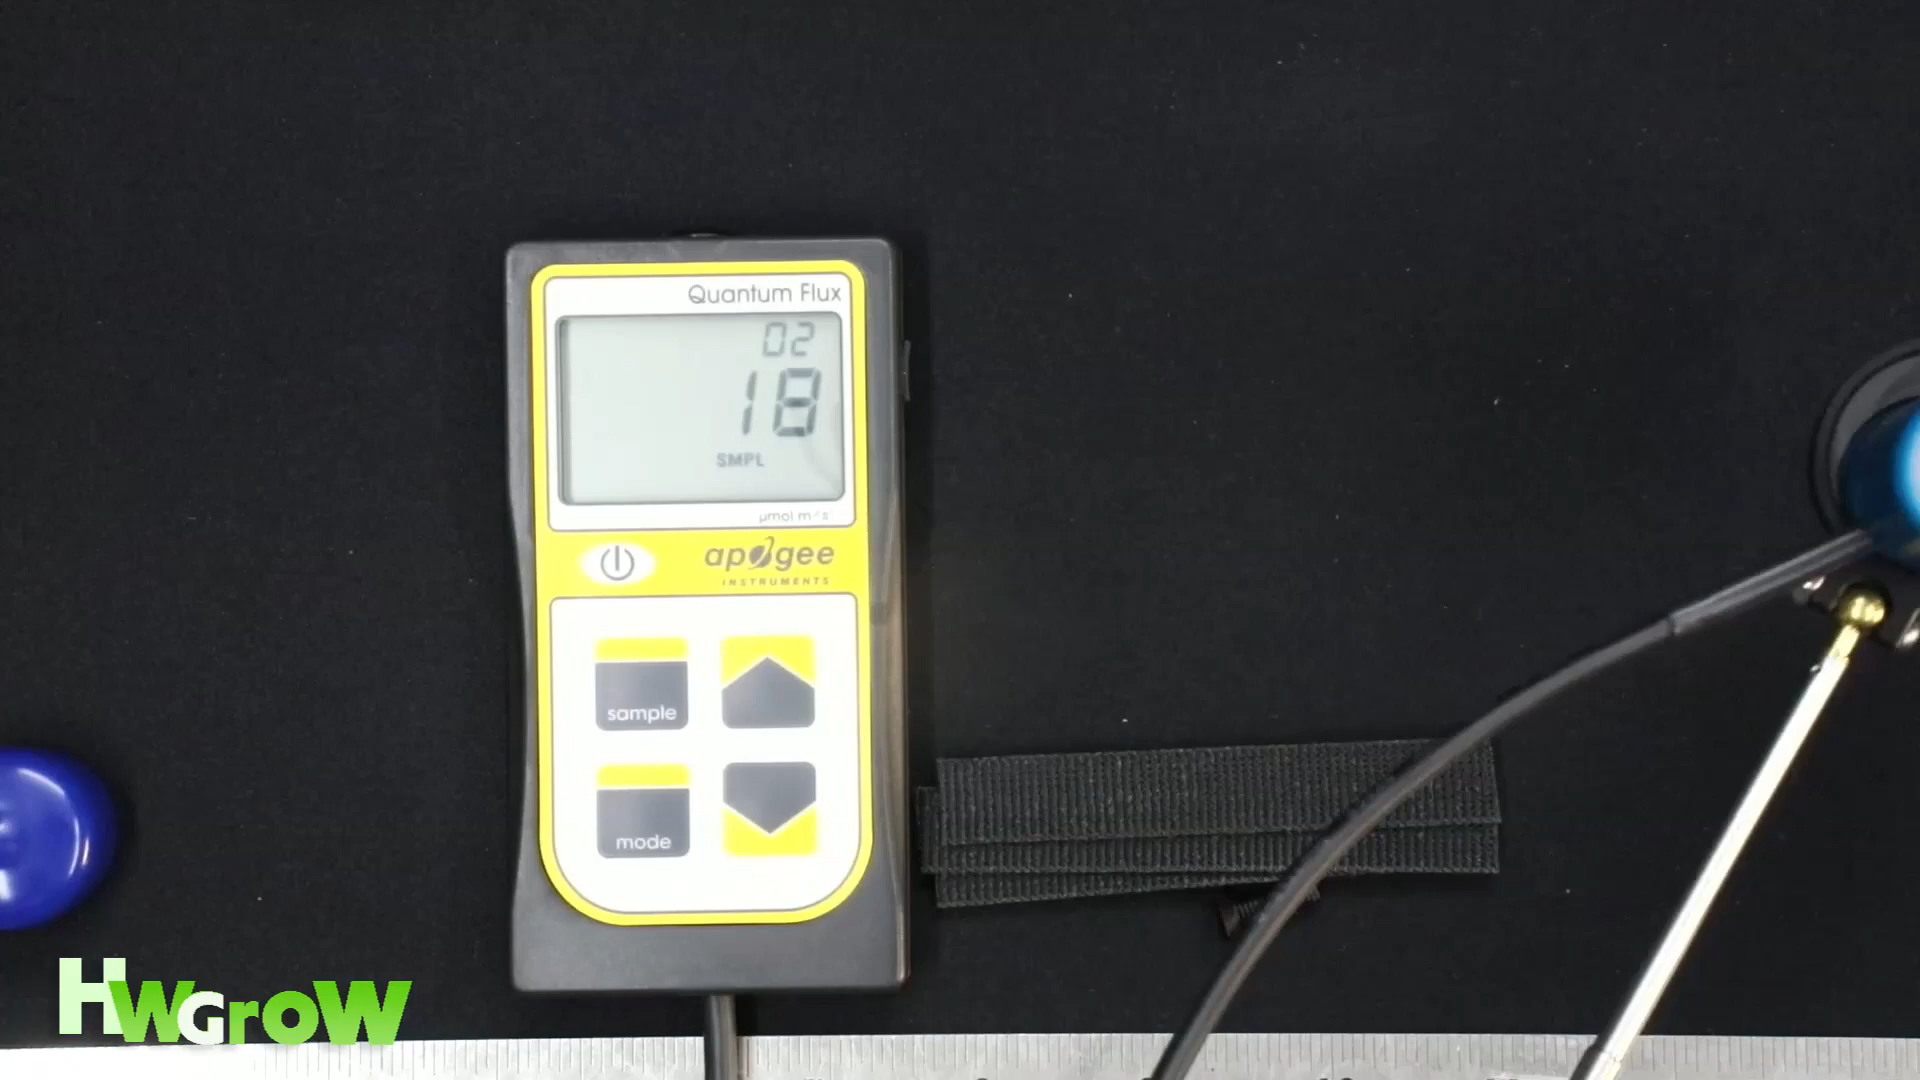 Quantum Flux
02
18
SMPL
µmol m⁻² s⁻¹
apogee
INSTRUMENTS
sample
mode
HWGroW